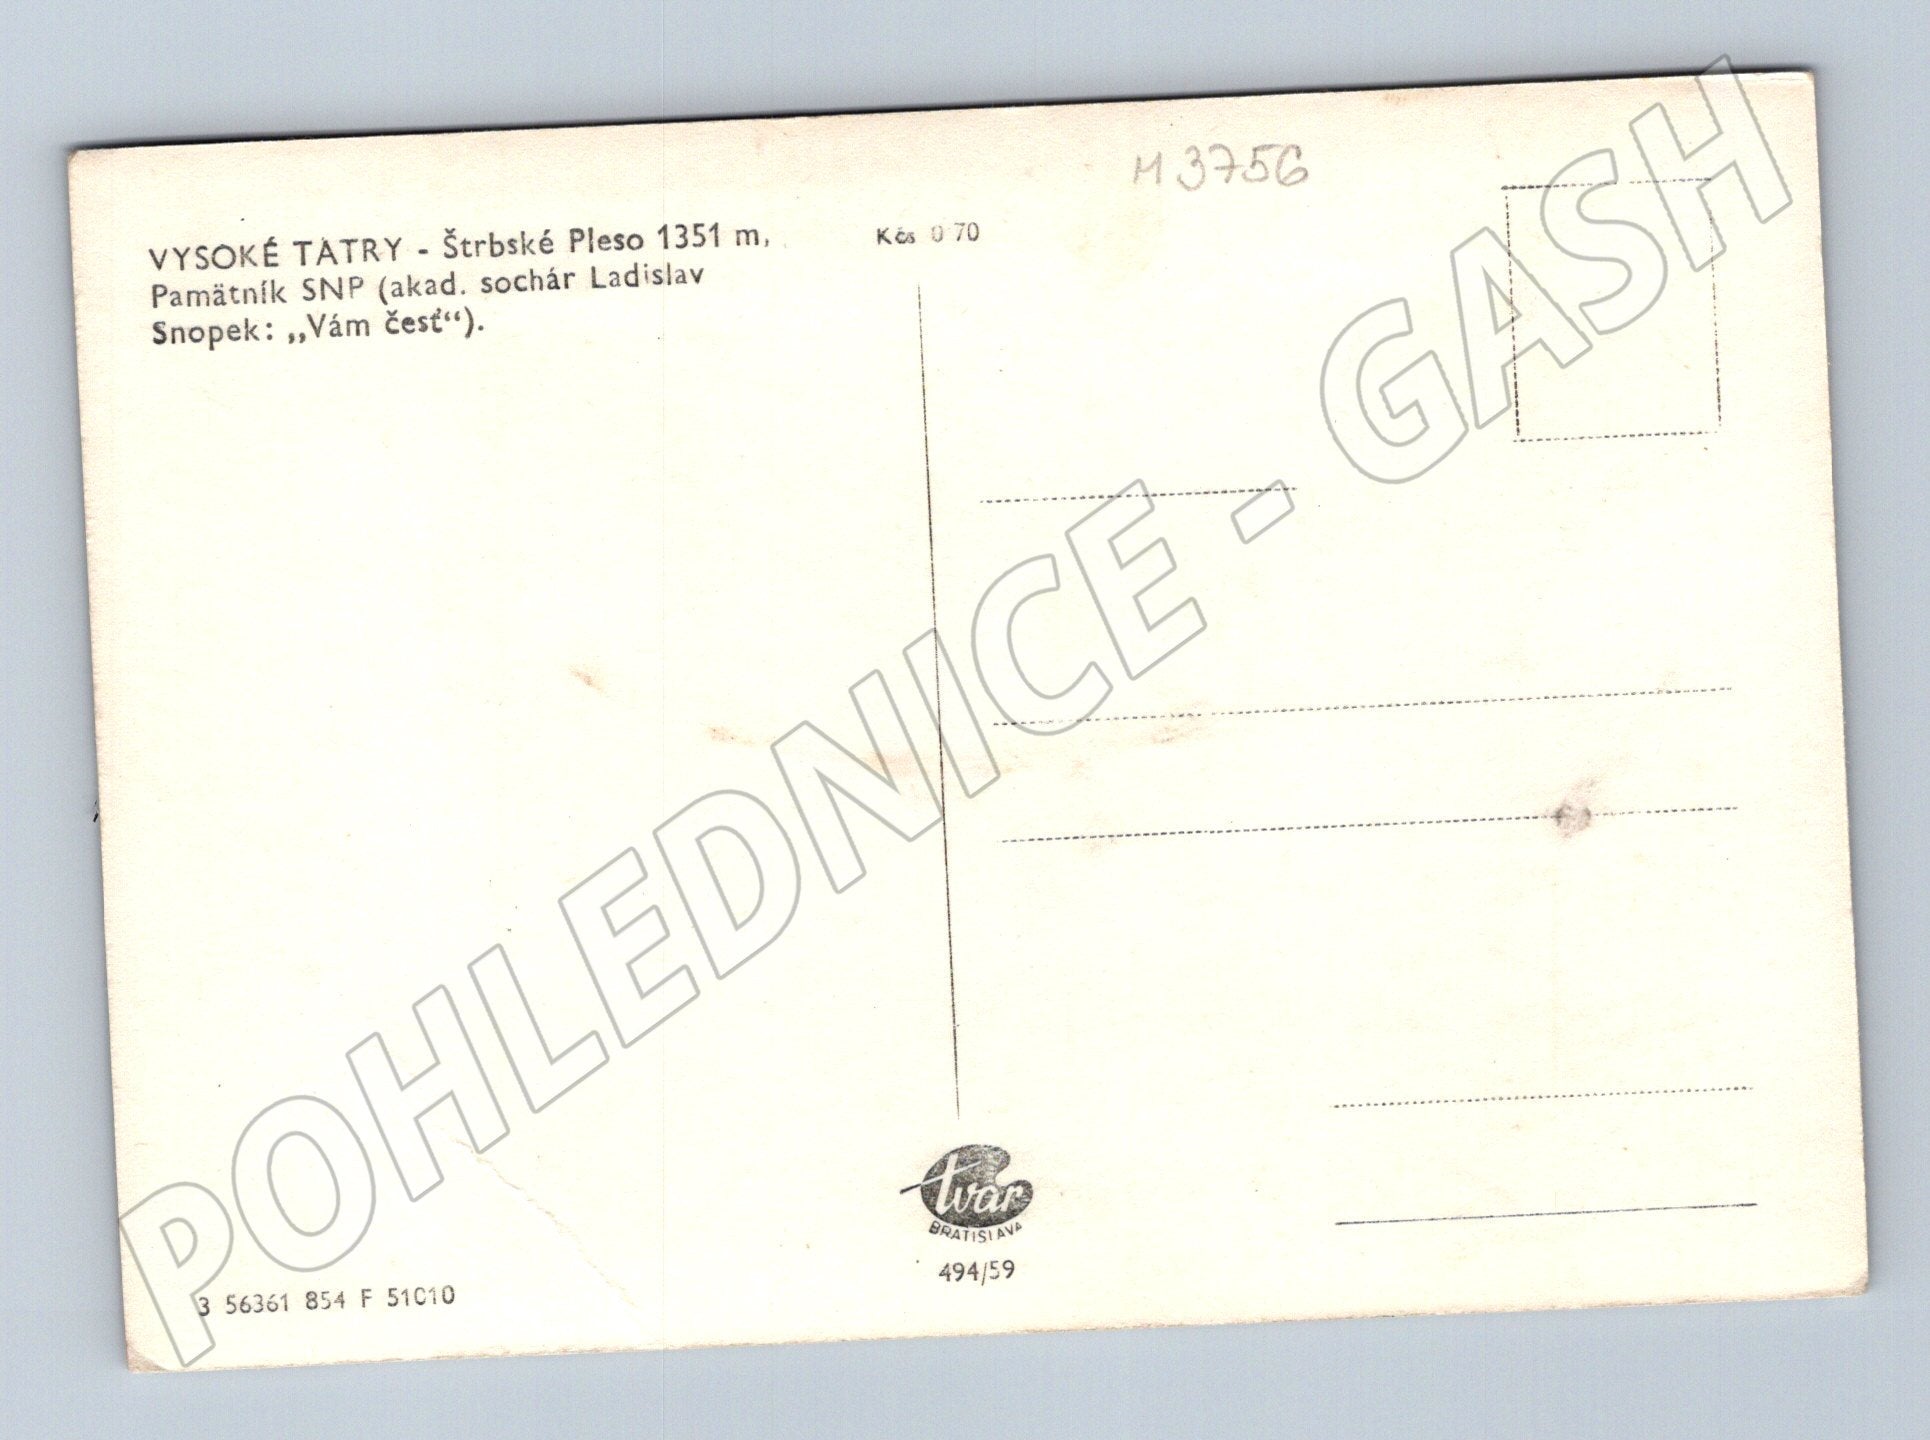 M 3756
VYSOKÉ TATRY - Štrbské Pleso 1351 m,
Pamätník SNP (akad. sochár Ladislav
Snopek: „Vám česť“).
Kčs 0 70
POHLEDNICE - GASH
tvar
BRATISLAVA
494/59
3 56361 854 F 51010